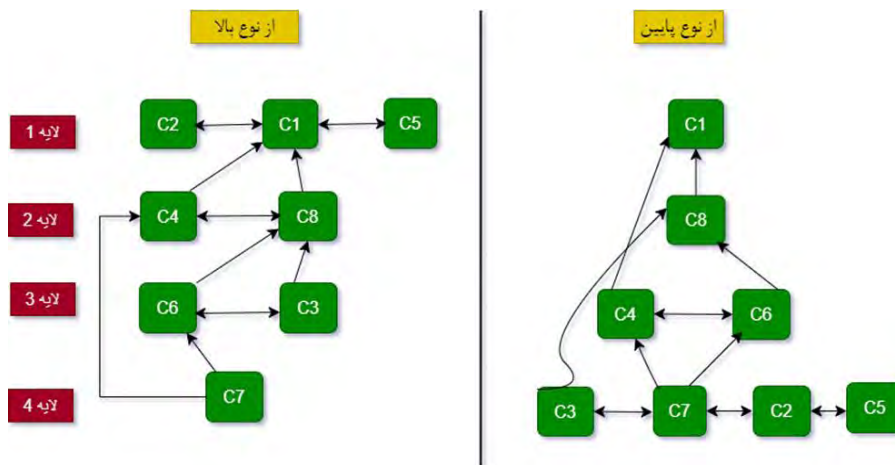 از نوع بالا
از نوع پایین
لایه 1
C2
C1
C5
لایه 2
C4
C8
لایه 3
C6
C3
لایه 4
C7
C1
C8
C4
C6
C3
C7
C2
C5